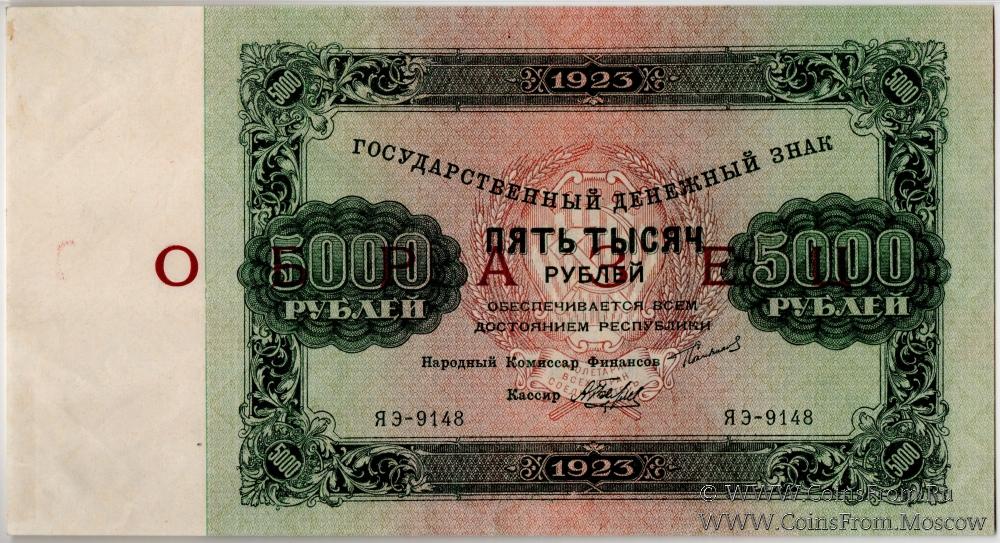 1923
5000
5000
ГОСУДАРСТВЕННЫЙ ДЕНЕЖНЫЙ ЗНАК
5000
РУБЛЕЙ
ПЯТЬ ТЫСЯЧ
РУБЛЕЙ
5000
РУБЛЕЙ
ОБРАЗЕЦ
ОБЕСПЕЧИВАЕТСЯ ВСЕМ
ДОСТОЯНИЕМ РЕСПУБЛИКИ
Народный Комиссар Финансов
Кассир
ЯЭ-9148
ЯЭ-9148
5000
1923
5000
© WWW.CoinsFrom.Ru
WWW.CoinsFrom.Moscow